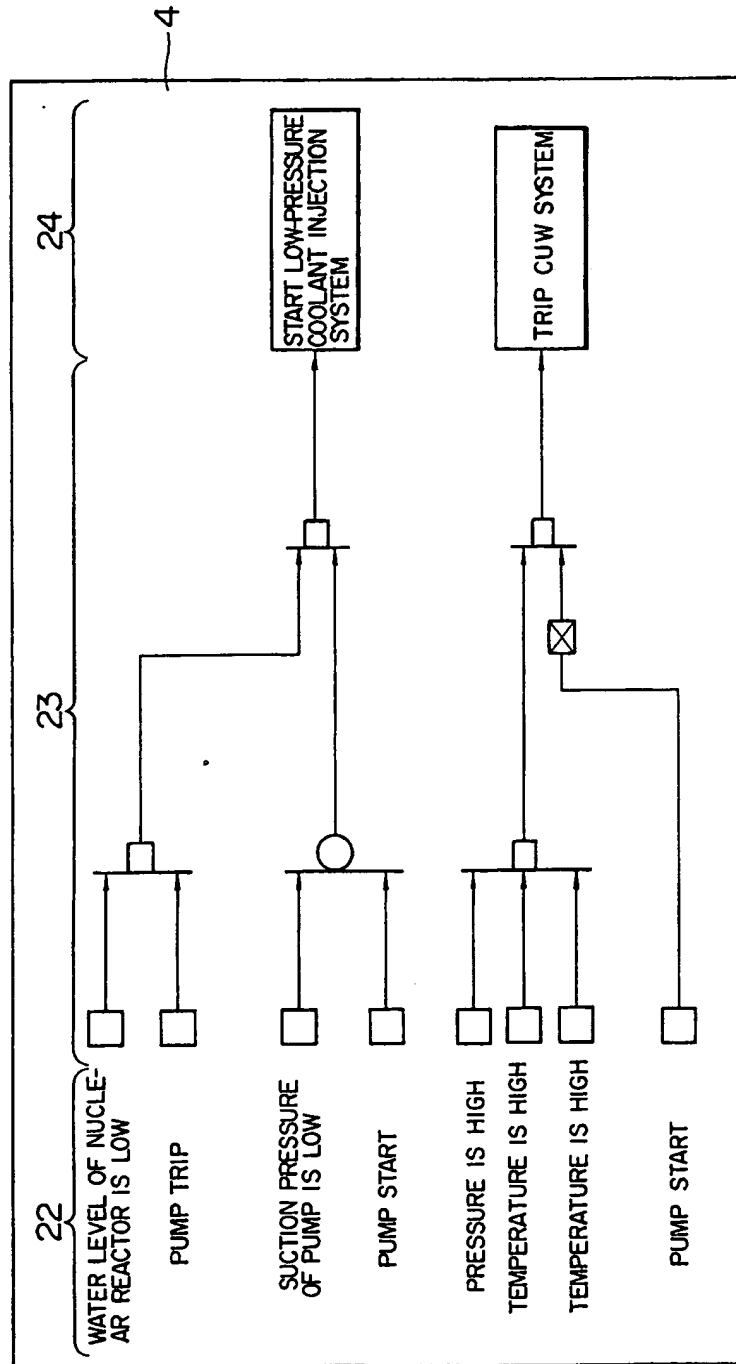 4
22
23
24
WATER LEVEL OF NUCLE-
AR REACTOR IS LOW
PUMP TRIP
SUCTION PRESSURE
OF PUMP IS LOW
PUMP START
PRESSURE IS HIGH
TEMPERATURE IS HIGH
TEMPERATURE IS HIGH
PUMP START
START LOW-PRESSURE
COOLANT INJECTION
SYSTEM
TRIP CUW SYSTEM